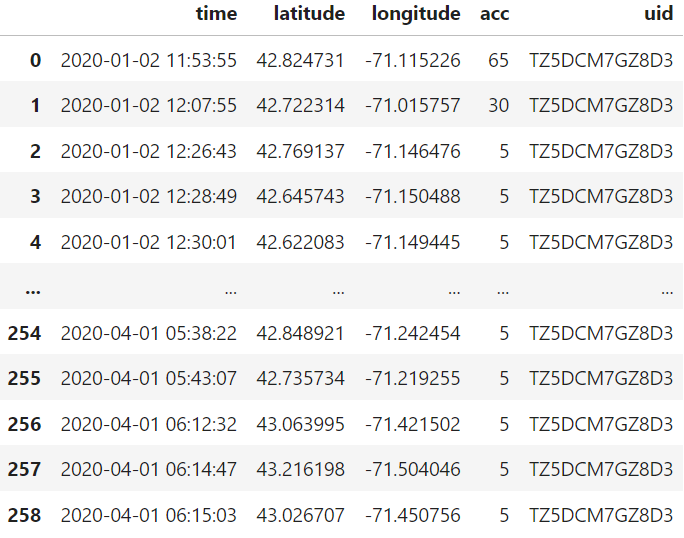 time latitude longitude acc uid
0 2020-01-02 11:53:55 42.824731 -71.115226 65 TZ5DCM7GZ8D3
1 2020-01-02 12:07:55 42.722314 -71.015757 30 TZ5DCM7GZ8D3
2 2020-01-02 12:26:43 42.769137 -71.146476 5 TZ5DCM7GZ8D3
3 2020-01-02 12:28:49 42.645743 -71.150488 5 TZ5DCM7GZ8D3
4 2020-01-02 12:30:01 42.622083 -71.149445 5 TZ5DCM7GZ8D3
... ... ... ... ... ...
254 2020-04-01 05:38:22 42.848921 -71.242454 5 TZ5DCM7GZ8D3
255 2020-04-01 05:43:07 42.735734 -71.219255 5 TZ5DCM7GZ8D3
256 2020-04-01 06:12:32 43.063995 -71.421502 5 TZ5DCM7GZ8D3
257 2020-04-01 06:14:47 43.216198 -71.504046 5 TZ5DCM7GZ8D3
258 2020-04-01 06:15:03 43.026707 -71.450756 5 TZ5DCM7GZ8D3